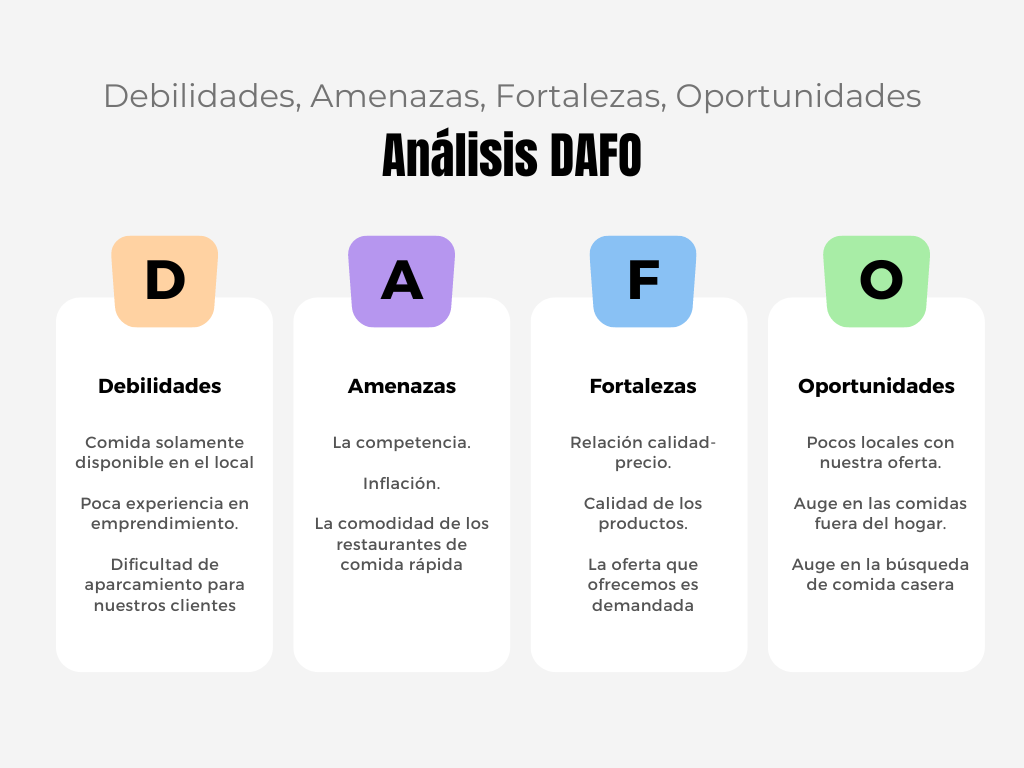 Debilidades, Amenazas, Fortalezas, Oportunidades
Análisis DAFO
D
Debilidades
Comida solamente
disponible en el local
Poca experiencia en
emprendimiento.
Dificultad de
aparcamiento para
nuestros clientes
A
Amenazas
La competencia.
Inflación.
La comodidad de los
restaurantes de
comida rápida
F
Fortalezas
Relación calidad-
precio.
Calidad de los
productos.
La oferta que
ofrecemos es
demandada
O
Oportunidades
Pocos locales con
nuestra oferta.
Auge en las comidas
fuera del hogar.
Auge en la búsqueda
de comida casera